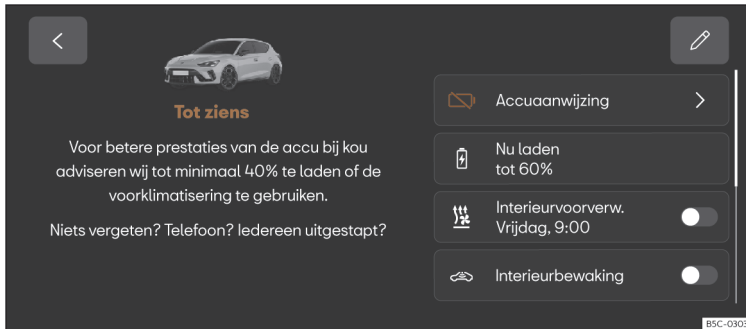 Tot ziens
Voor betere prestaties van de accu bij kou
adviseren wij tot minimaal 40% te laden of de
voorklimatisering te gebruiken.
Niets vergeten? Telefoon? Iedereen uitgestapt?
Accuaanwijzing
Nu laden
tot 60%
Interieurvoorverw.
Vrijdag, 9:00
Interieurbewaking
B5C-0303